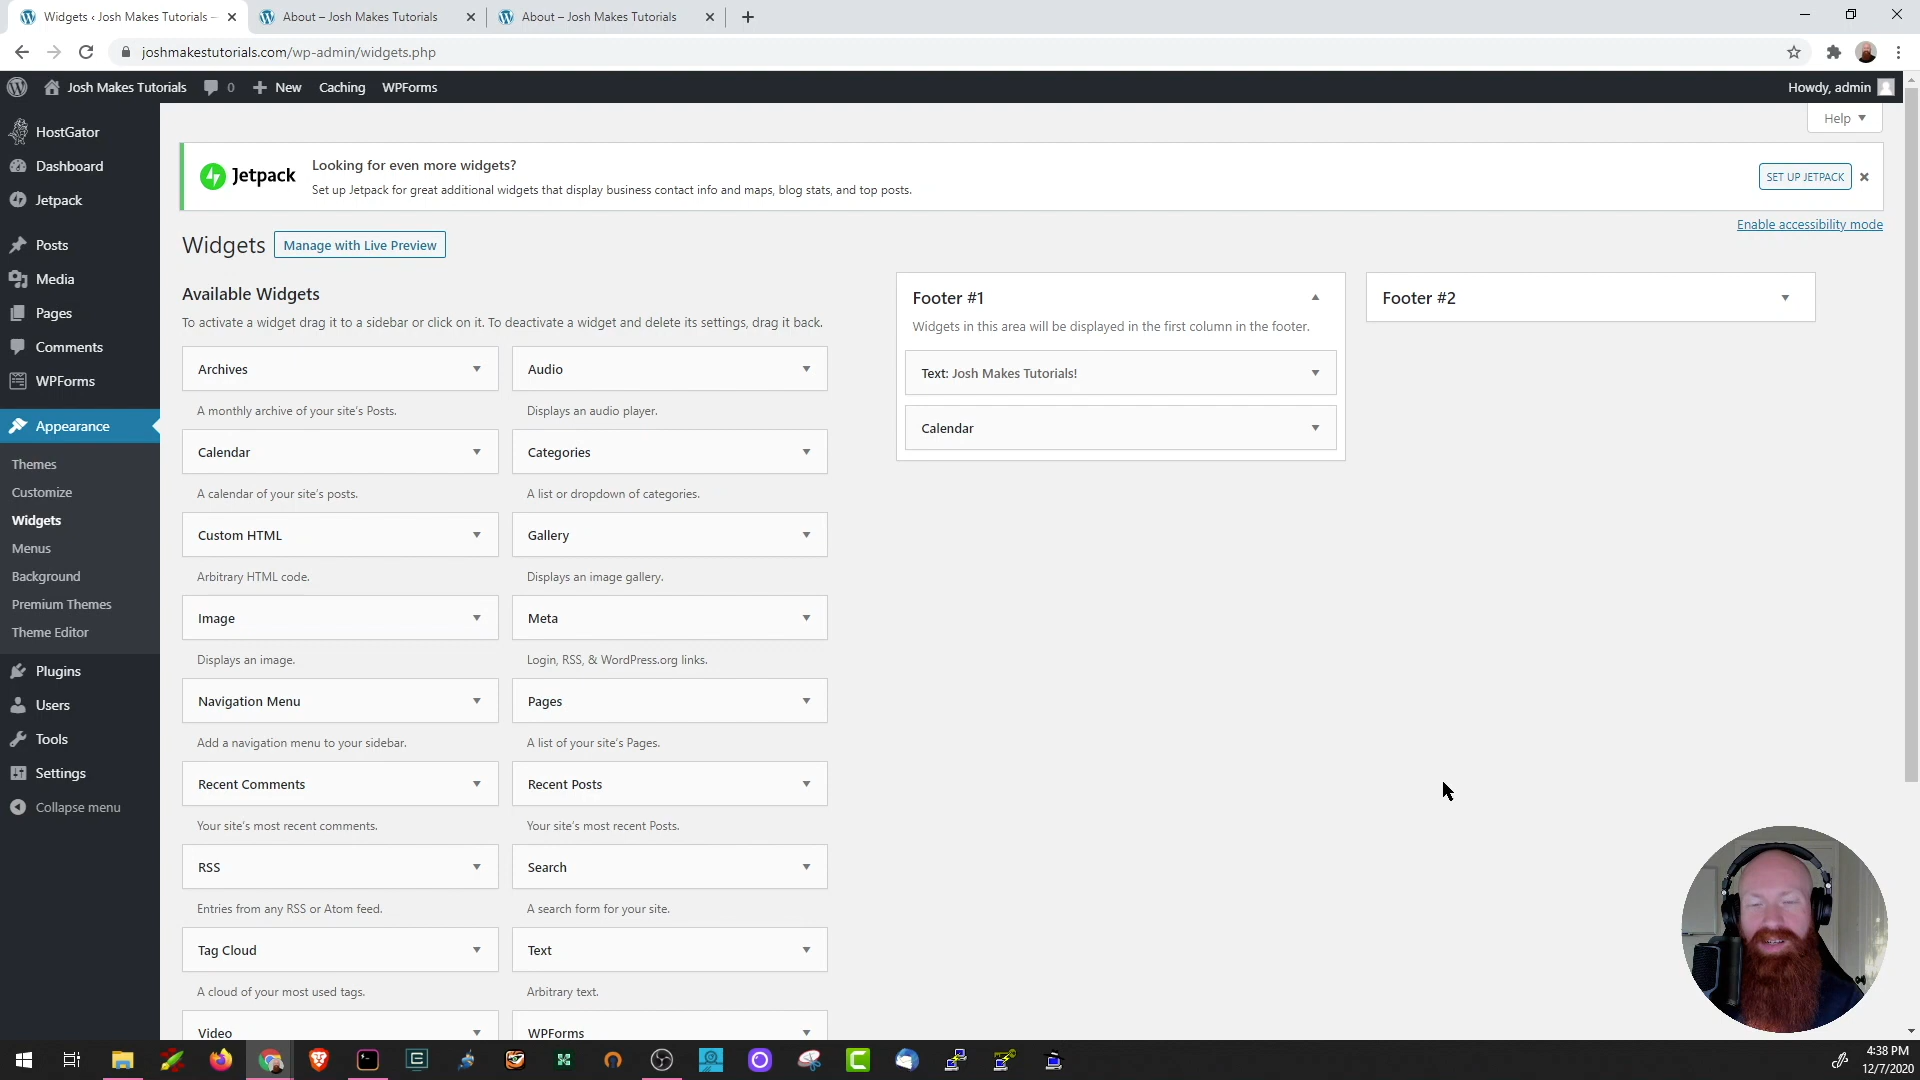 Widgets ‹ Josh Makes Tutorials –
About – Josh Makes Tutorials
About – Josh Makes Tutorials
joshmakestutorials.com/wp-admin/widgets.php
Josh Makes Tutorials
0
New
Caching
WPForms
Howdy, admin
HostGator
Dashboard
Jetpack
Posts
Media
Pages
Comments
WPForms
Appearance
Themes
Customize
Widgets
Menus
Background
Premium Themes
Theme Editor
Plugins
Users
Tools
Settings
Collapse menu
Help
Jetpack
Looking for even more widgets?
Set up Jetpack for great additional widgets that display business contact info and maps, blog stats, and top posts.
SET UP JETPACK
Enable accessibility mode
Widgets
Manage with Live Preview
Available Widgets
To activate a widget drag it to a sidebar or click on it. To deactivate a widget and delete its settings, drag it back.
Archives
A monthly archive of your site's Posts.
Audio
Displays an audio player.
Calendar
A calendar of your site's posts.
Categories
A list or dropdown of categories.
Custom HTML
Arbitrary HTML code.
Gallery
Displays an image gallery.
Image
Displays an image.
Meta
Login, RSS, & WordPress.org links.
Navigation Menu
Add a navigation menu to your sidebar.
Pages
A list of your site's Pages.
Recent Comments
Your site's most recent comments.
Recent Posts
Your site's most recent Posts.
RSS
Entries from any RSS or Atom feed.
Search
A search form for your site.
Tag Cloud
A cloud of your most used tags.
Text
Arbitrary text.
Video
WPForms
Footer #1
Widgets in this area will be displayed in the first column in the footer.
Text: Josh Makes Tutorials!
Calendar
Footer #2
4:38 PM
12/7/2020